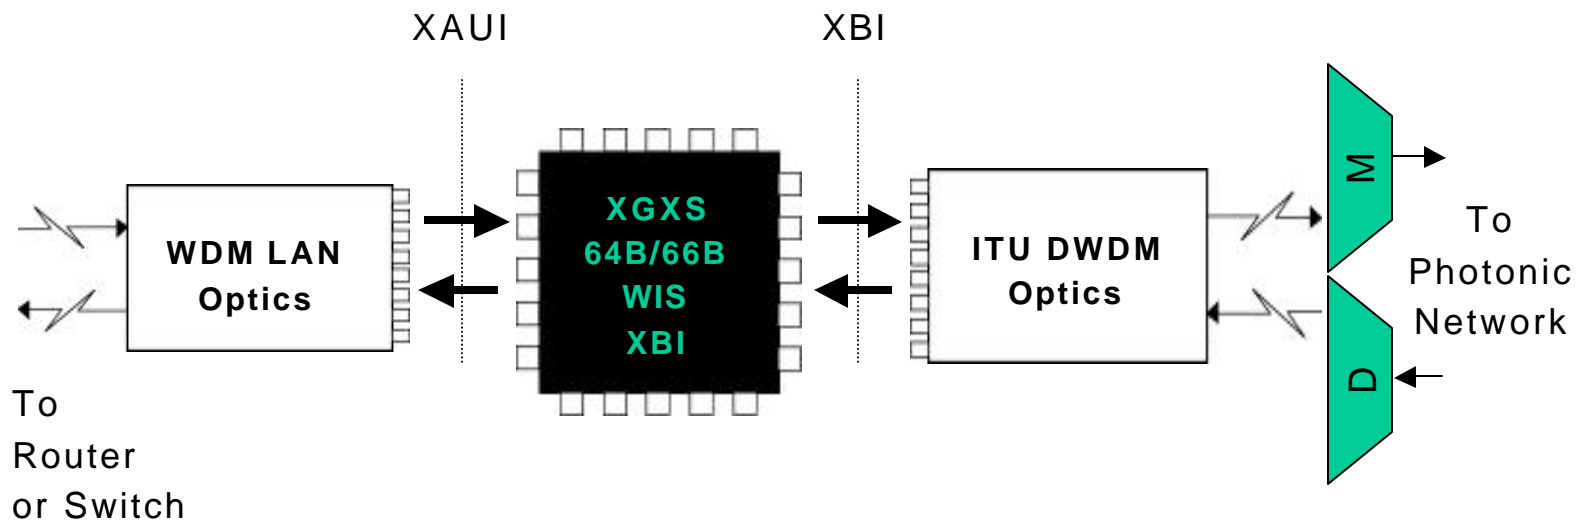 XAUI
XBI
WDM LAN
Optics
XGXS
64B/66B
WIS
XBI
ITU DWDM
Optics
M
D
To
Photonic
Network
To
Router
or Switch